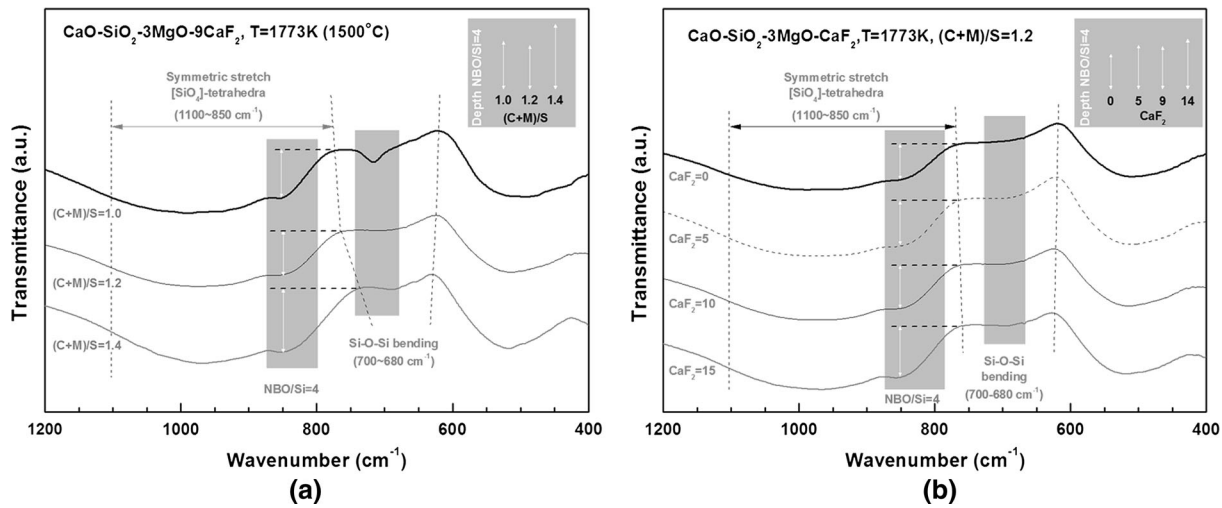 CaO-SiO₂-3MgO-9CaF₂, T=1773K (1500°C)
Depth NBO/Si=4
1.0 1.2 1.4
(C+M)/S
Symmetric stretch
[SiO₄]-tetrahedra
(1100~850 cm⁻¹)
(C+M)/S=1.0
(C+M)/S=1.2
(C+M)/S=1.4
Si-O-Si bending
(700~680 cm⁻¹)
NBO/Si=4
Transmittance (a.u.)
1200 1000 800 600 400
Wavenumber (cm⁻¹)
(a)
CaO-SiO₂-3MgO-CaF₂,T=1773K, (C+M)/S=1.2
Depth NBO/Si=4
0 5 9 14
CaF₂
Symmetric stretch
[SiO₄]-tetrahedra
(1100~850 cm⁻¹)
CaF₂=0
CaF₂=5
CaF₂=10
CaF₂=15
Si-O-Si
bending
(700-680 cm⁻¹)
NBO/Si=4
Transmittance (a.u.)
1200 1000 800 600 400
Wavenumber (cm⁻¹)
(b)